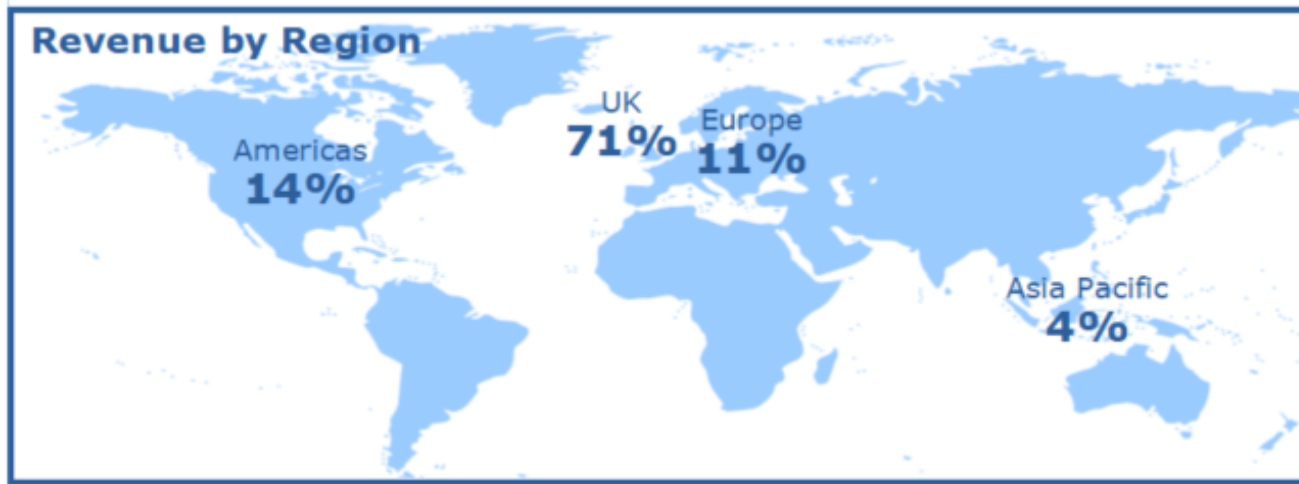 Revenue by Region
UK
71%
Europe
11%
Americas
14%
Asia Pacific
4%